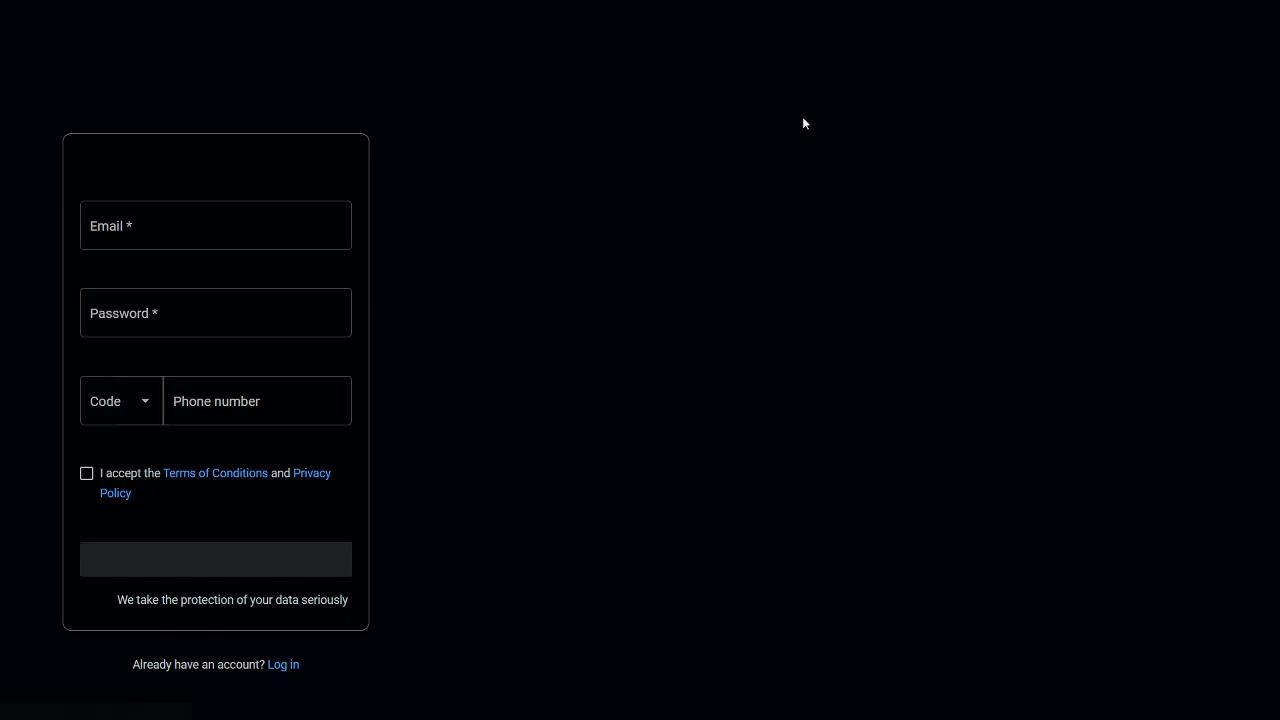 Email *
Password *
Code
Phone number
I accept the Terms of Conditions and Privacy
Policy
We take the protection of your data seriously
Already have an account? Log in